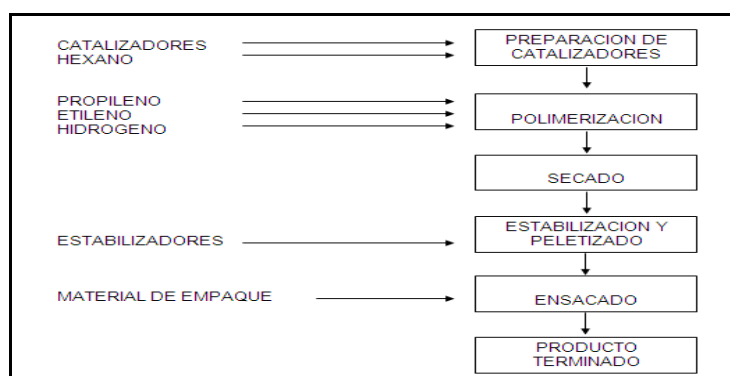 CATALIZADORES
HEXANO
PREPARACION DE
CATALIZADORES
PROPILENO
ETILENO
HIDROGENO
POLIMERIZACION
SECADO
ESTABILIZADORES
ESTABILIZACION Y
PELETIZADO
MATERIAL DE EMPAQUE
ENSACADO
PRODUCTO
TERMINADO